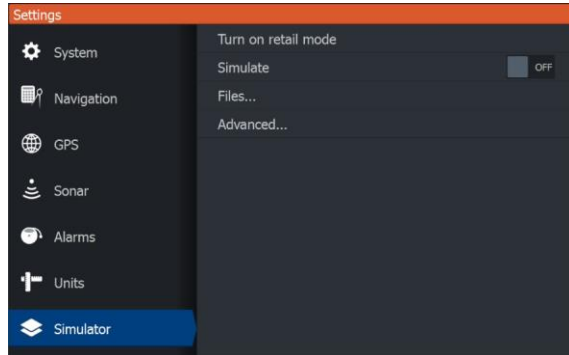 Settings
System
Navigation
GPS
Sonar
Alarms
Units
Simulator
Turn on retail mode
Simulate OFF
Files...
Advanced...